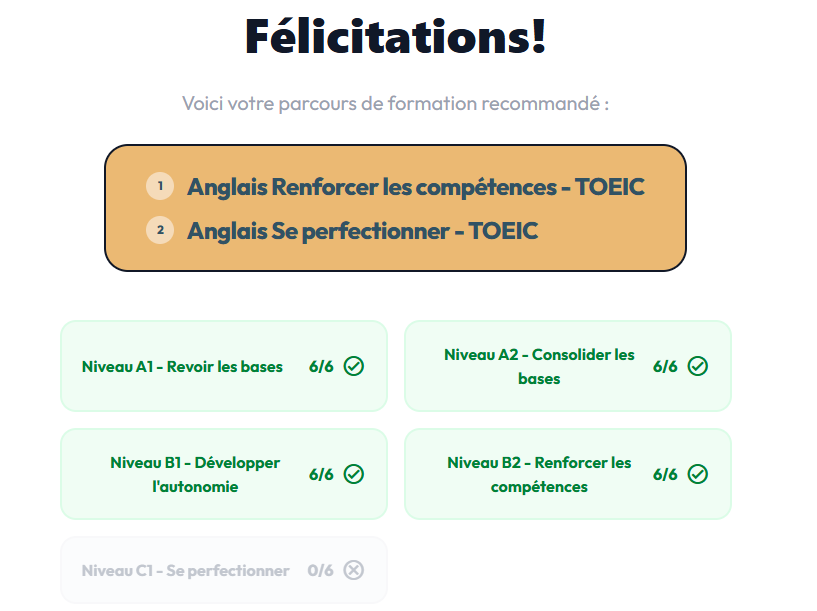 Félicitations!
Voici votre parcours de formation recommandé :
1 Anglais Renforcer les compétences - TOEIC
2 Anglais Se perfectionner - TOEIC
Niveau A1 - Revoir les bases 6/6
Niveau A2 - Consolider les
bases
6/6
Niveau B1 - Développer
l'autonomie
6/6
Niveau B2 - Renforcer les
compétences
6/6
Niveau C1 - Se perfectionner 0/6